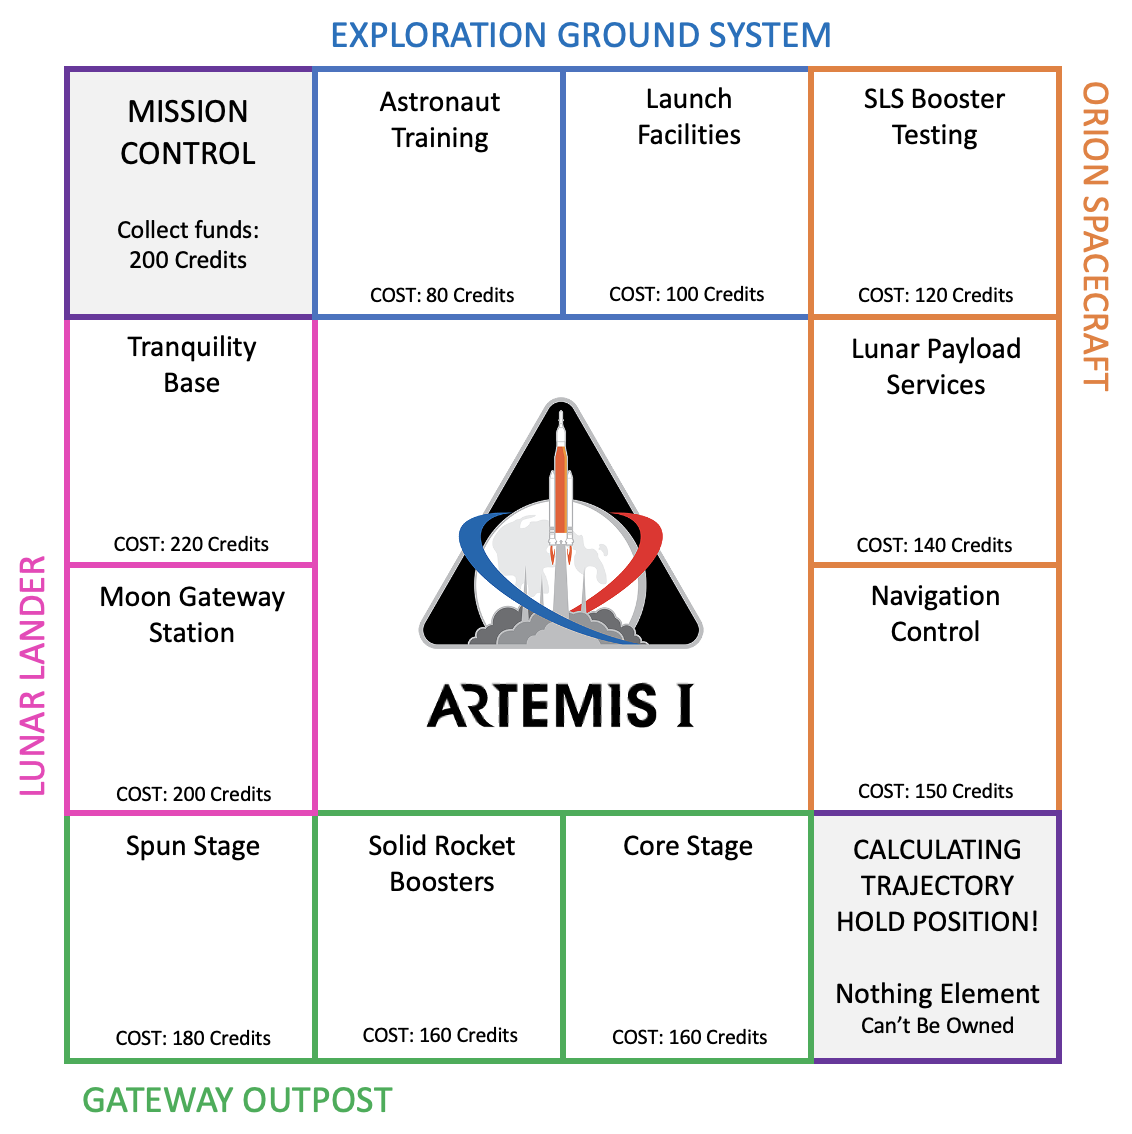 EXPLORATION GROUND SYSTEM
MISSION
CONTROL
Collect funds:
200 Credits
Astronaut
Training
COST: 80 Credits
Launch
Facilities
COST: 100 Credits
SLS Booster
Testing
COST: 120 Credits
ORION SPACECRAFT
Tranquility
Base
COST: 220 Credits
Lunar Payload
Services
COST: 140 Credits
LUNAR LANDER
Moon Gateway
Station
COST: 200 Credits
ARTEMIS I
Navigation
Control
COST: 150 Credits
Spun Stage
COST: 180 Credits
Solid Rocket
Boosters
COST: 160 Credits
Core Stage
COST: 160 Credits
CALCULATING
TRAJECTORY
HOLD POSITION!
Nothing Element
Can’t Be Owned
GATEWAY OUTPOST